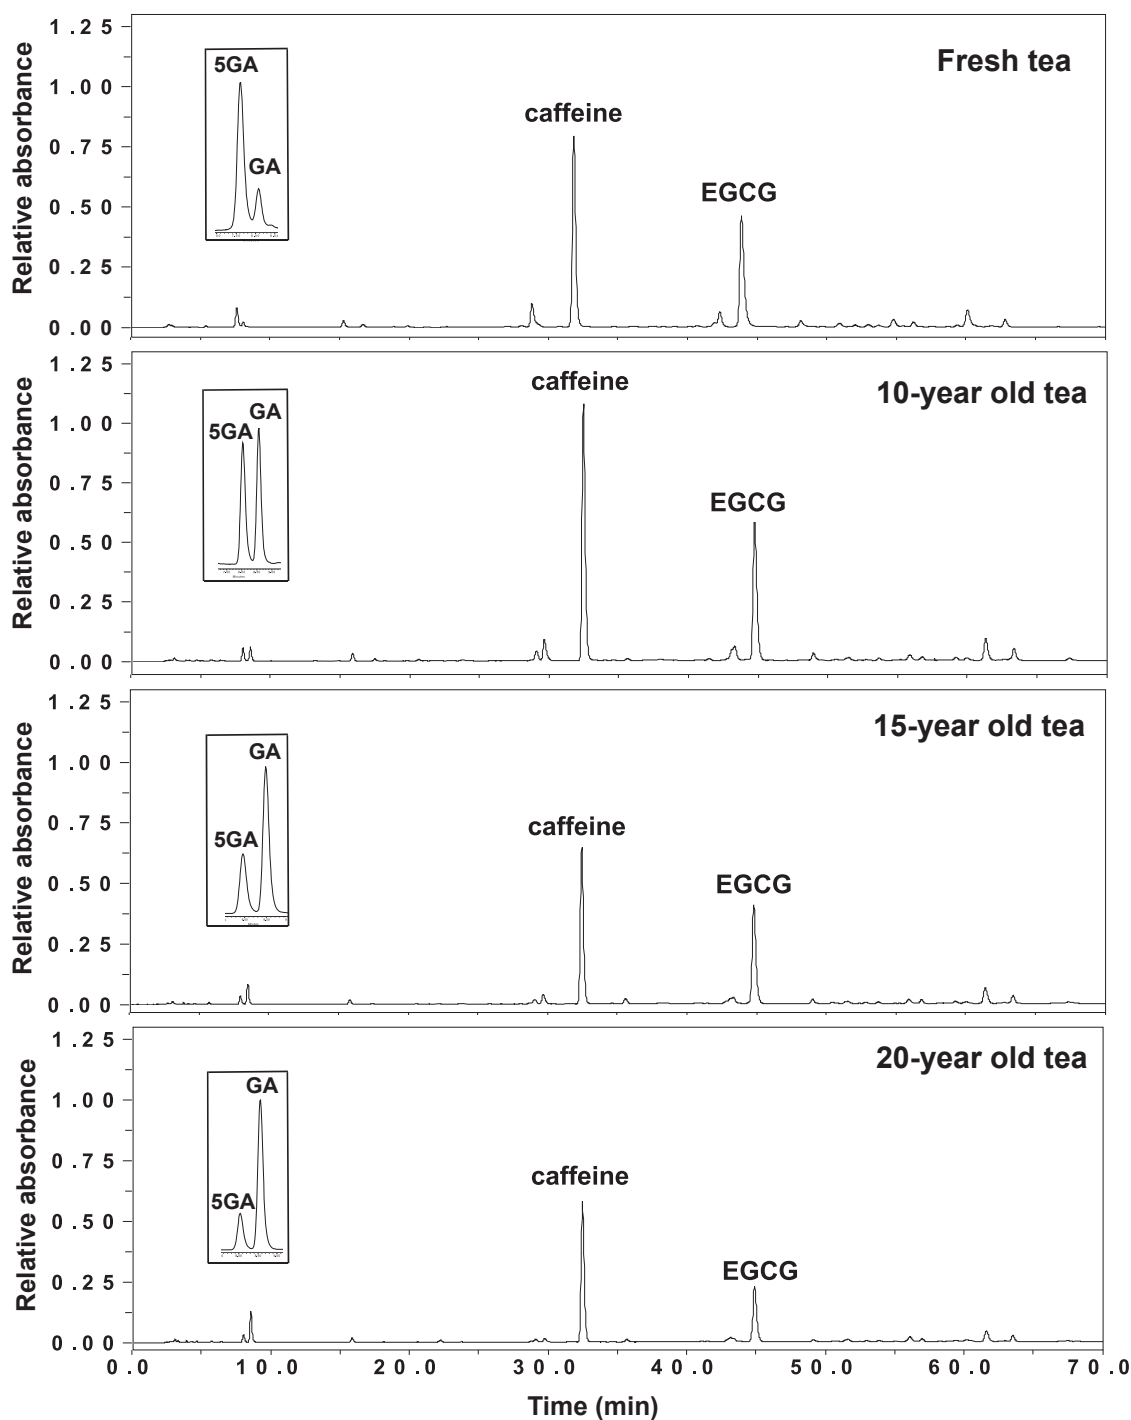 Fresh tea
Relative absorbance
1.25
1.00
0.75
0.50
0.25
0.00
5GA
GA
caffeine
EGCG
10-year old tea
Relative absorbance
1.25
1.00
0.75
0.50
0.25
0.00
GA
5GA
caffeine
EGCG
15-year old tea
Relative absorbance
1.25
1.00
0.75
0.50
0.25
0.00
GA
5GA
caffeine
EGCG
20-year old tea
Relative absorbance
1.25
1.00
0.75
0.50
0.25
0.00
GA
5GA
caffeine
EGCG
0.0 10.0 20.0 30.0 40.0 50.0 60.0 70.0
Time (min)